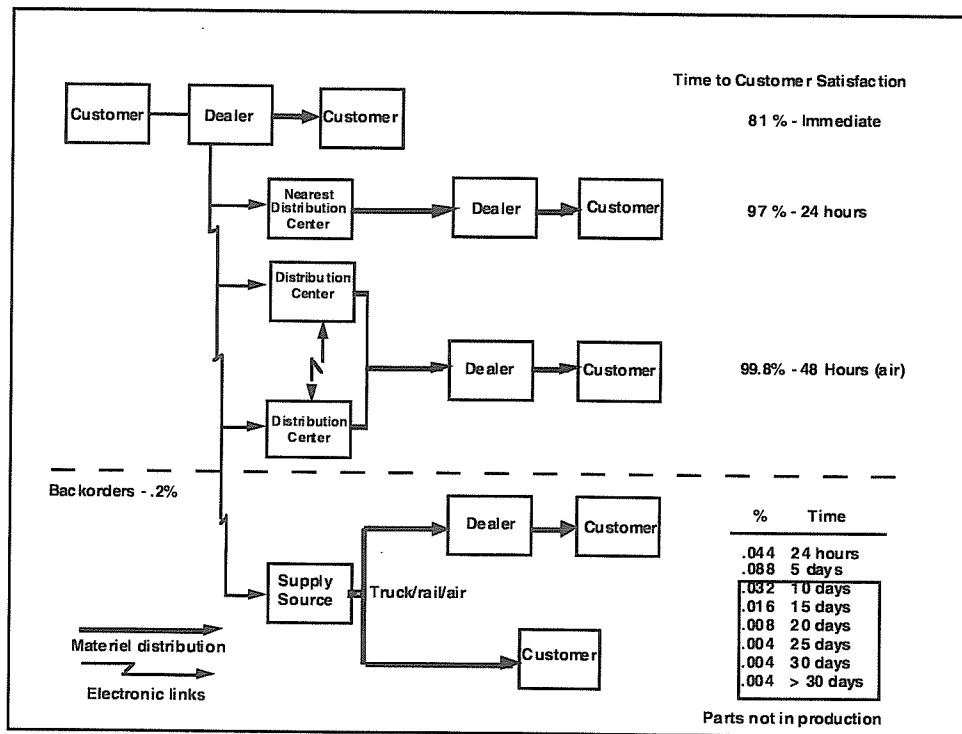 Time to Customer Satisfaction
Customer
Dealer
Customer
81 % - Immediate
Nearest
Distribution
Center
Dealer
Customer
97 % - 24 hours
Distribution
Center
Dealer
Customer
99.8% - 48 Hours (air)
Distribution
Center
Backorders - .2%
Dealer
Customer
Supply
Source
Truck/rail/air
Customer
% Time
.044 24 hours
.088 5 days
.032 10 days
.016 15 days
.008 20 days
.004 25 days
.004 30 days
.004 > 30 days
Parts not in production
Materiel distribution
Electronic links